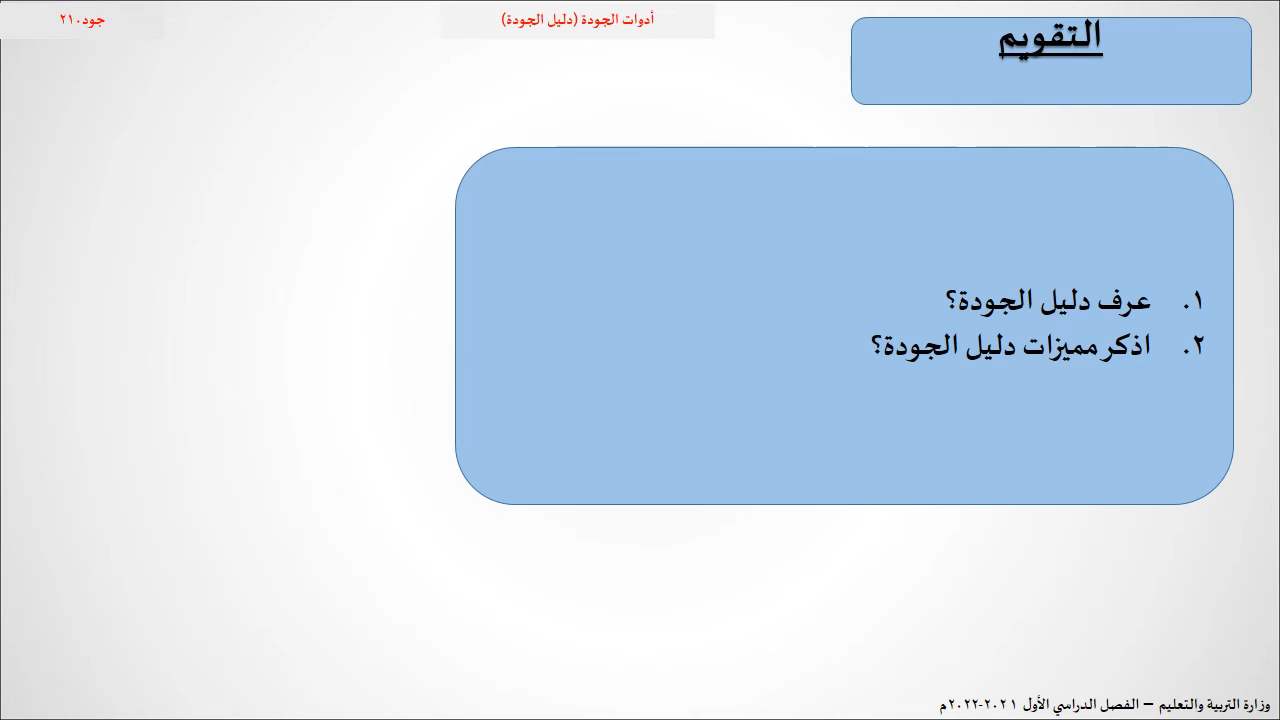 جود٢١٠
أدوات الجودة (دليل الجودة)
التقويم
١. عرف دليل الجودة؟
٢. اذكر مميزات دليل الجودة؟
وزارة التربية والتعليم – الفصل الدراسي الأول ٢٠٢١-٢٠٢٢م